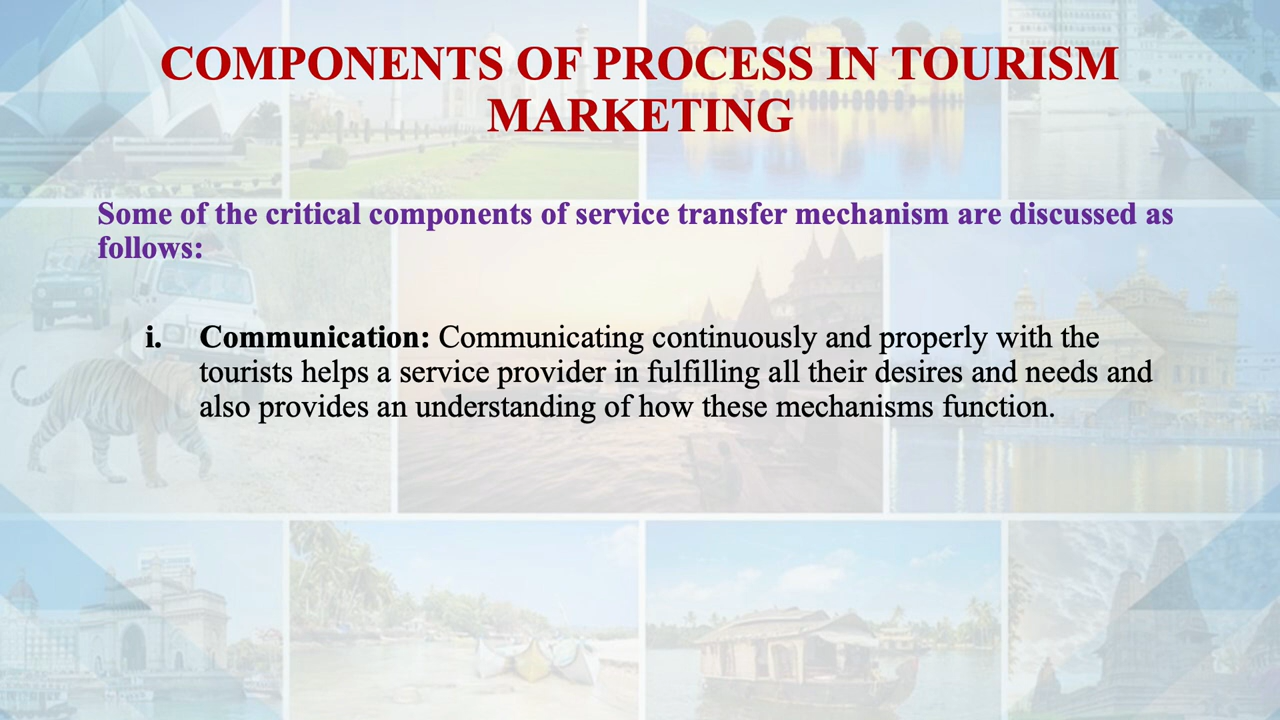 COMPONENTS OF PROCESS IN TOURISM
MARKETING
Some of the critical components of service transfer mechanism are discussed as
follows:
i. Communication: Communicating continuously and properly with the
tourists helps a service provider in fulfilling all their desires and needs and
also provides an understanding of how these mechanisms function.